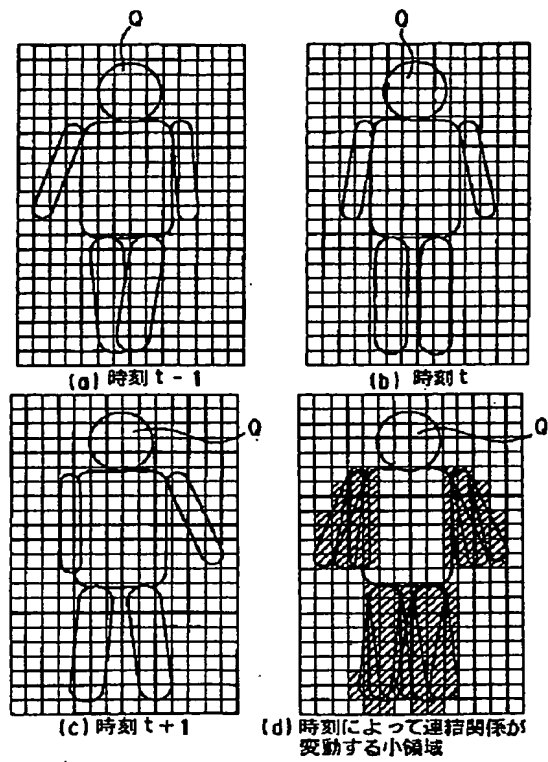 Q
Q
(a) 時刻 t - 1
(b) 時刻 t
Q
Q
(c) 時刻 t + 1
(d) 時刻によって連結関係が
変動する小領域